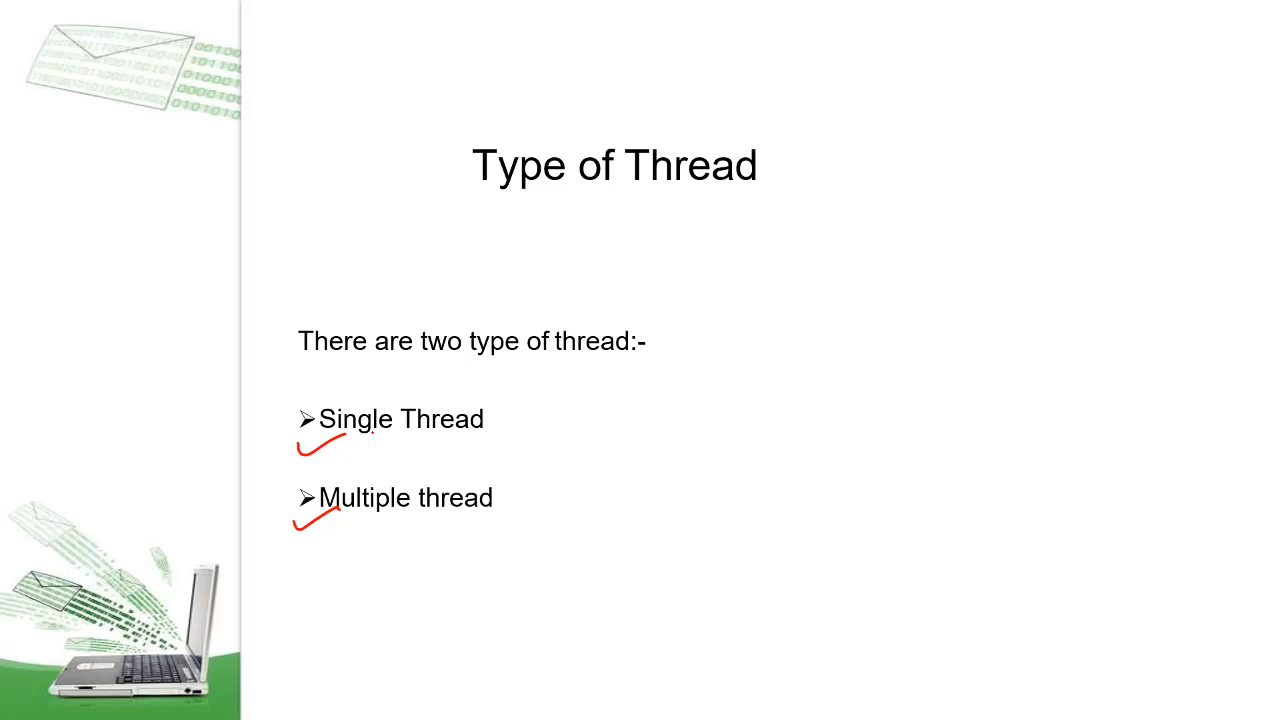 Type of Thread
There are two type of thread:-
➢Single Thread
➢Multiple thread